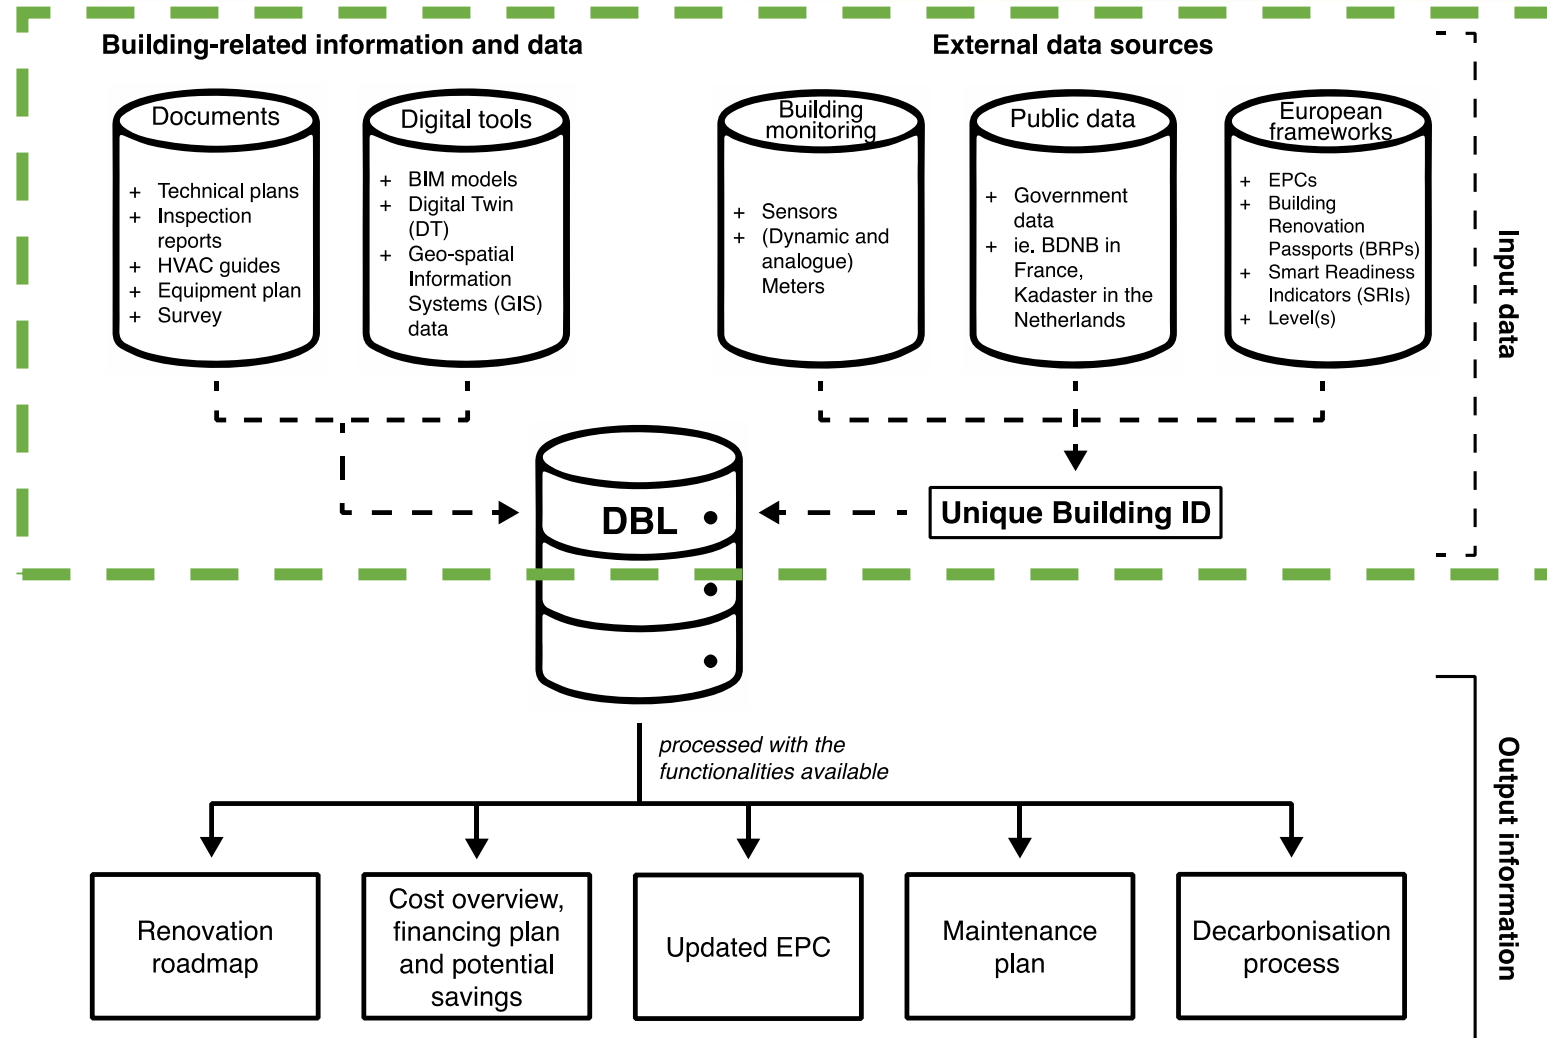 Building-related information and data
External data sources
Documents
+ Technical plans
+ Inspection
reports
+ HVAC guides
+ Equipment plan
+ Survey
Digital tools
+ BIM models
+ Digital Twin
(DT)
+ Geo-spatial
Information
Systems (GIS)
data
Building
monitoring
+ Sensors
+ (Dynamic and
analogue)
Meters
Public data
+ Government
data
+ ie. BDNB in
France,
Kadaster in the
Netherlands
European
frameworks
+ EPCs
+ Building
Renovation
Passports (BRPs)
+ Smart Readiness
Indicators (SRIs)
+ Level(s)
Input data
DBL
Unique Building ID
processed with the
functionalities available
Output information
Renovation
roadmap
Cost overview,
financing plan
and potential
savings
Updated EPC
Maintenance
plan
Decarbonisation
process